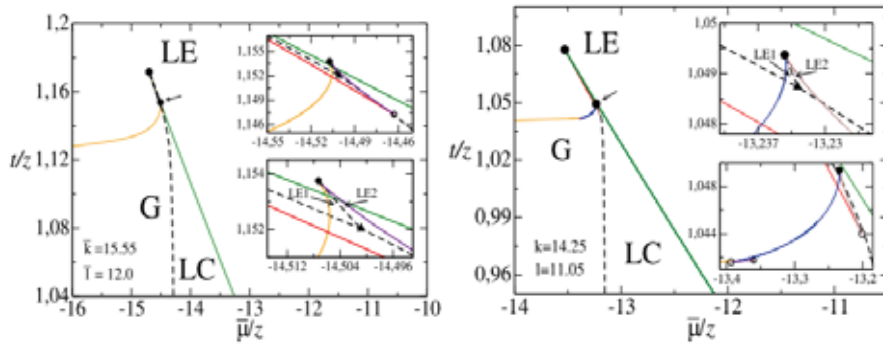 1,2
1,16
1,12
1,08
1,04
t/z
-16
-15
-14
-13
-12
-11
-10
μ̅/z
LE
G
LC
k̅=15.55
l̅=12.0
1,155
1,152
1,149
1,146
-14,55
-14,52
-14,49
-14,46
1,154
1,152
LE1
LE2
-14,512
-14,504
-14,496
1,1
1,08
1,05
1,02
0,99
0,96
t/z
-14
-13
-12
-11
-10
μ̅/z
LE
G
LC
k=14.25
l=11.05
1,05
1,049
1,048
LE1
LE2
-13,237
-13,23
1,048
1,044
-13,4
-13,3
-13,2